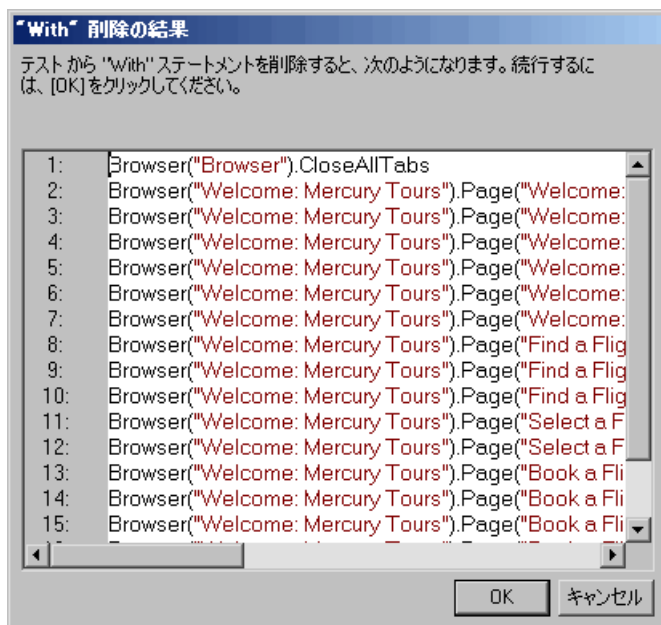 "With" 削除の結果
テストから "With" ステートメントを削除すると、次のようになります。続行するに
は、[OK]をクリックしてください。
1: Browser("Browser").CloseAllTabs
2: Browser("Welcome: Mercury Tours").Page("Welcome:
3: Browser("Welcome: Mercury Tours").Page("Welcome:
4: Browser("Welcome: Mercury Tours").Page("Welcome:
5: Browser("Welcome: Mercury Tours").Page("Welcome:
6: Browser("Welcome: Mercury Tours").Page("Welcome:
7: Browser("Welcome: Mercury Tours").Page("Welcome:
8: Browser("Welcome: Mercury Tours").Page("Find a Flig
9: Browser("Welcome: Mercury Tours").Page("Find a Flig
10: Browser("Welcome: Mercury Tours").Page("Find a Flig
11: Browser("Welcome: Mercury Tours").Page("Select a F
12: Browser("Welcome: Mercury Tours").Page("Select a F
13: Browser("Welcome: Mercury Tours").Page("Book a Fli
14: Browser("Welcome: Mercury Tours").Page("Book a Fli
15: Browser("Welcome: Mercury Tours").Page("Book a Fli
OK キャンセル